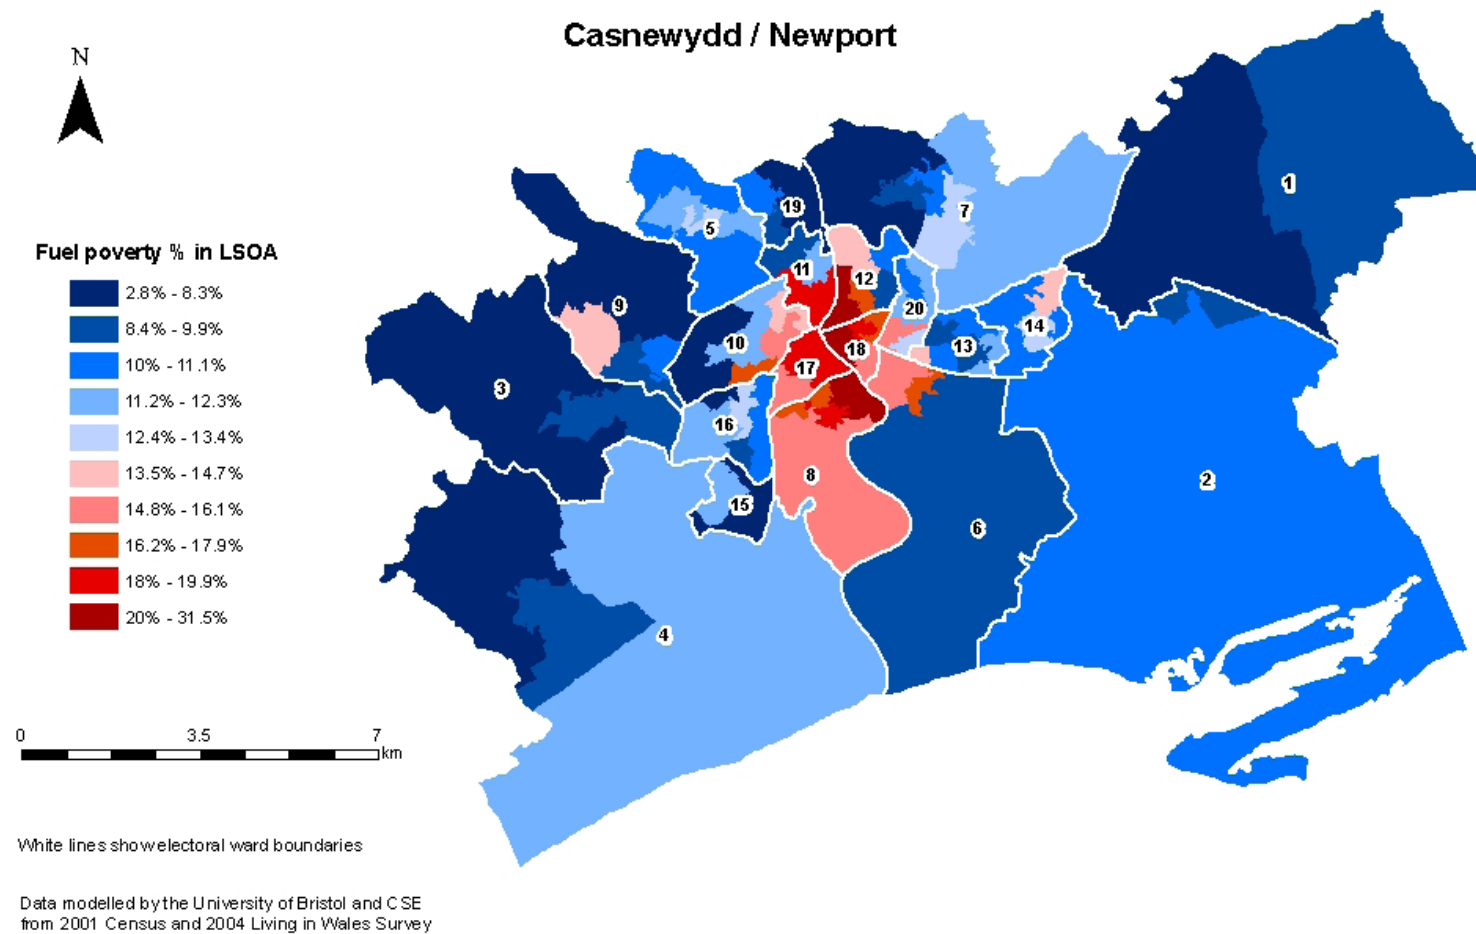 Casnewydd / Newport
N
Fuel poverty % in LSOA
2.8% - 8.3%
8.4% - 9.9%
10% - 11.1%
11.2% - 12.3%
12.4% - 13.4%
13.5% - 14.7%
14.8% - 16.1%
16.2% - 17.9%
18% - 19.9%
20% - 31.5%
1
19
7
5
11
12
9
20
14
10
18
13
17
3
16
8
2
15
6
4
0 3.5 7
km
White lines show electoral ward boundaries
Data modelled by the University of Bristol and CSE
from 2001 Census and 2004 Living in Wales Survey